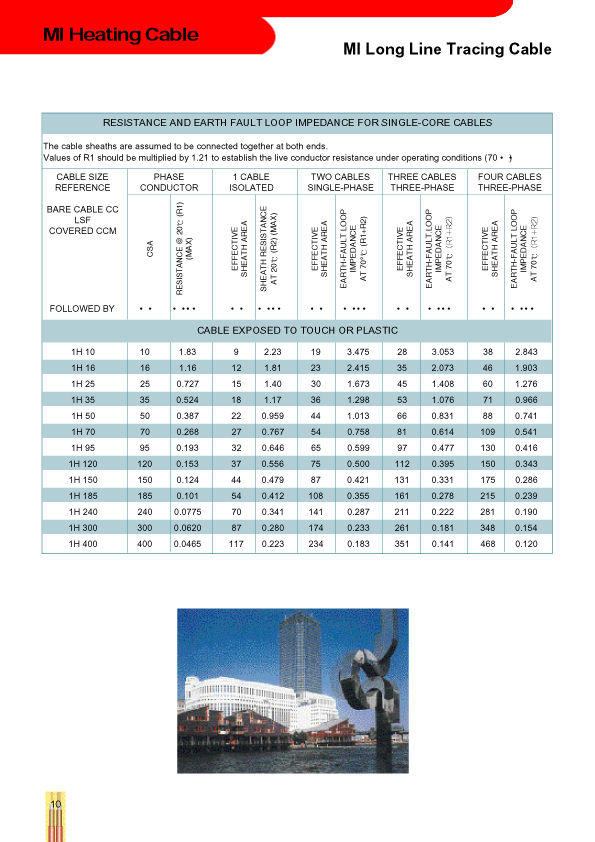 MI Heating Cable
MI Long Line Tracing Cable
RESISTANCE AND EARTH FAULT LOOP IMPEDANCE FOR SINGLE-CORE CABLES
The cable sheaths are assumed to be connected together at both ends.
Values of R1 should be multiplied by 1.21 to establish the live conductor resistance under operating conditions (70
CABLE SIZE REFERENCE PHASE CONDUCTOR 1 CABLE ISOLATED TWO CABLES SINGLE-PHASE THREE CABLES THREE-PHASE FOUR CABLES THREE-PHASE
BARE CABLE CC
LSF
COVERED CCM
CSA
RESISTANCE @ 20℃ (R1) (MAX)
EFFECTIVE SHEATH AREA
SHEATH RESISTANCE AT 20℃ (R2) (MAX)
EFFECTIVE SHEATH AREA
EARTH-FAULT LOOP IMPEDANCE AT 70℃ (R1+R2)
EFFECTIVE SHEATH AREA
EARTH-FAULT LOOP IMPEDANCE AT 70℃ (R1+R2)
EFFECTIVE SHEATH AREA
EARTH-FAULT LOOP IMPEDANCE AT 70℃ (R1+R2)
FOLLOWED BY • • • •• • • • • •• • • • • •• • • • • •• • • • • •• •
CABLE EXPOSED TO TOUCH OR PLASTIC
1H 10 10 1.83 9 2.23 19 3.475 28 3.053 38 2.843
1H 16 16 1.16 12 1.81 23 2.415 35 2.073 46 1.903
1H 25 25 0.727 15 1.40 30 1.673 45 1.408 60 1.276
1H 35 35 0.524 18 1.17 36 1.298 53 1.076 71 0.966
1H 50 50 0.387 22 0.959 44 1.013 66 0.831 88 0.741
1H 70 70 0.268 27 0.767 54 0.758 81 0.614 109 0.541
1H 95 95 0.193 32 0.646 65 0.599 97 0.477 130 0.416
1H 120 120 0.153 37 0.556 75 0.500 112 0.395 150 0.343
1H 150 150 0.124 44 0.479 87 0.421 131 0.331 175 0.286
1H 185 185 0.101 54 0.412 108 0.355 161 0.278 215 0.239
1H 240 240 0.0775 70 0.341 141 0.287 211 0.222 281 0.190
1H 300 300 0.0620 87 0.280 174 0.233 261 0.181 348 0.154
1H 400 400 0.0465 117 0.223 234 0.183 351 0.141 468 0.120
10